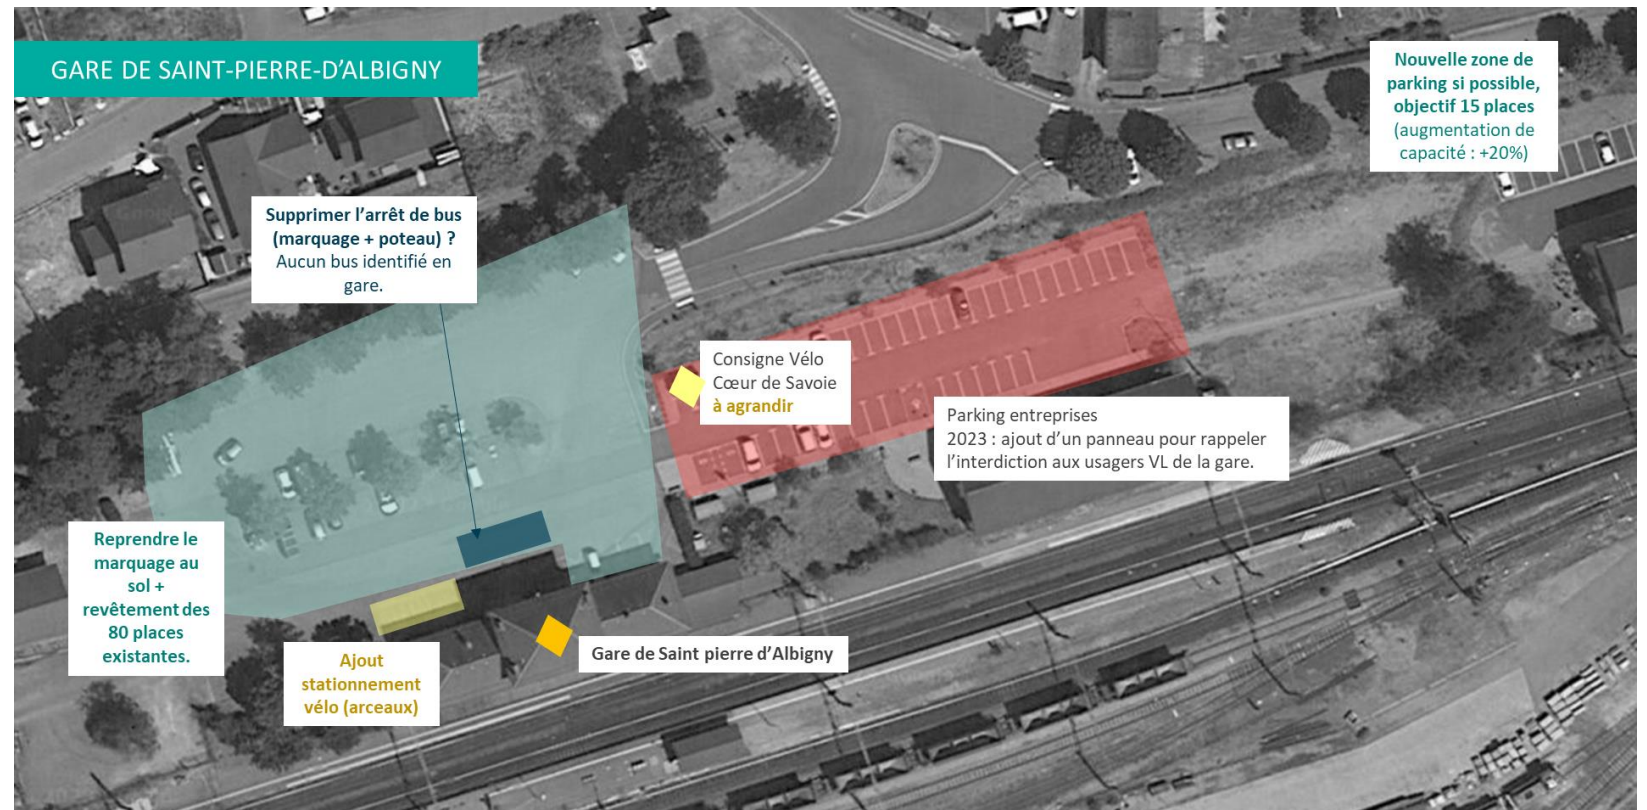 GARE DE SAINT-PIERRE-D’ALBIGNY
Nouvelle zone de
parking si possible,
objectif 15 places
(augmentation de
capacité : +20%)
Supprimer l’arrêt de bus
(marquage + poteau) ?
Aucun bus identifié en
gare.
Consigne Vélo
Cœur de Savoie
à agrandir
Parking entreprises
2023 : ajout d’un panneau pour rappeler
l’interdiction aux usagers VL de la gare.
Reprendre le
marquage au
sol +
revêtement des
80 places
existantes.
Ajout
stationnement
vélo (arceaux)
Gare de Saint pierre d’Albigny